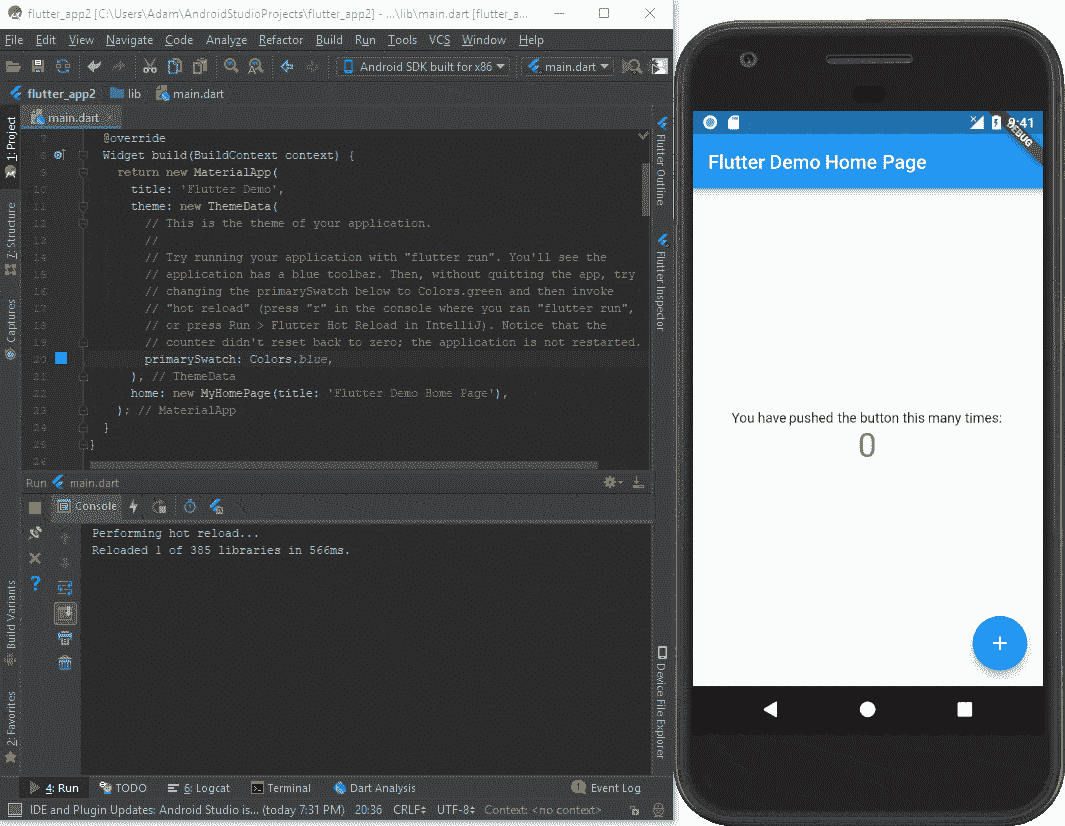 flutter_app2 [C:\Users\Adam\AndroidStudioProjects\flutter_app2] - ...\lib\main.dart [flutter_a...
File Edit View Navigate Code Analyze Refactor Build Run Tools VCS Window Help
Android SDK built for x86 main.dart
flutter_app2 lib main.dart
main.dart
7 @override
8 Widget build(BuildContext context) {
9 return new MaterialApp(
10 title: 'Flutter Demo',
11 theme: new ThemeData(
12 // This is the theme of your application.
13 //
14 // Try running your application with "flutter run". You'll see the
15 // application has a blue toolbar. Then, without quitting the app, try
16 // changing the primarySwatch below to Colors.green and then invoke
17 // "hot reload" (press "r" in the console where you ran "flutter run",
18 // or press Run > Flutter Hot Reload in IntelliJ). Notice that the
19 // counter didn't reset back to zero; the application is not restarted.
20 primarySwatch: Colors.blue,
21 ), // ThemeData
22 home: new MyHomePage(title: 'Flutter Demo Home Page'),
23 ); // MaterialApp
24 }
25 }
26
1: Project
7: Structure
Captures
Build Variants
2: Favorites
Flutter Outline
Flutter Inspector
Device File Explorer
Run main.dart
Console
Performing hot reload...
Reloaded 1 of 385 libraries in 566ms.
?
4: Run TODO 6: Logcat Terminal Dart Analysis Event Log
IDE and Plugin Updates: Android Studio is... (today 7:31 PM) 20:36 CRLF UTF-8 Context: <no context>
9:41
DEBUG
Flutter Demo Home Page
You have pushed the button this many times:
0
+